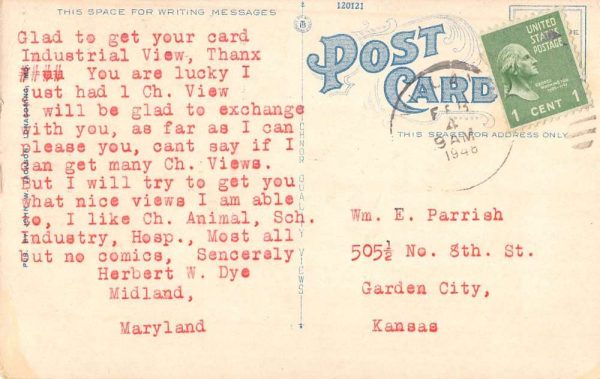 THIS SPACE FOR WRITING MESSAGES
120121
Glad to get your card
Industrial View, Thanx
#### You are lucky I
just had 1 Ch. View
I will be glad to exchange
with you, as far as I can
please you, cant say if I
can get many Ch. Views.
But I will try to get you
what nice views I am able
to, I like Ch. Animal, Sch.
Industry, Hosp., Most all
but no comics, Sencerely
Herbert W. Dye
Midland,
Maryland
POST
CARD
THIS SPACE FOR ADDRESS ONLY
UNITED
STATES
POSTAGE
1 CENT 1
FEB
4
9 AM
1948
Wm. E. Parrish
505½ No. 8th. St.
Garden City,
Kansas